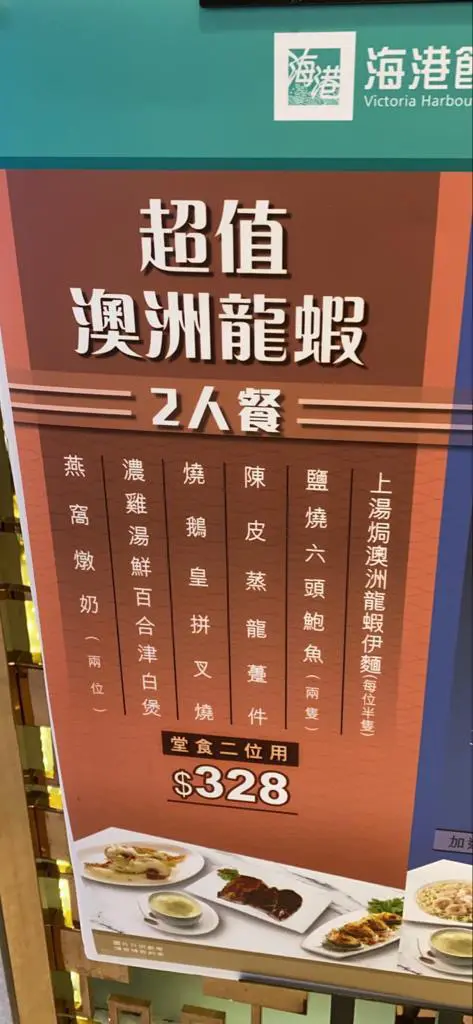 海港
海港
Victoria Harbou
超值
澳洲龍蝦
2人餐
上湯焗澳洲龍蝦伊麵(每位半隻)
鹽燒六頭鮑魚(兩隻)
陳皮蒸龍躉件
燒鵝皇拼叉燒
濃雞湯鮮百合津白煲
燕窩燉奶(兩位)
堂食二位用
$328
加